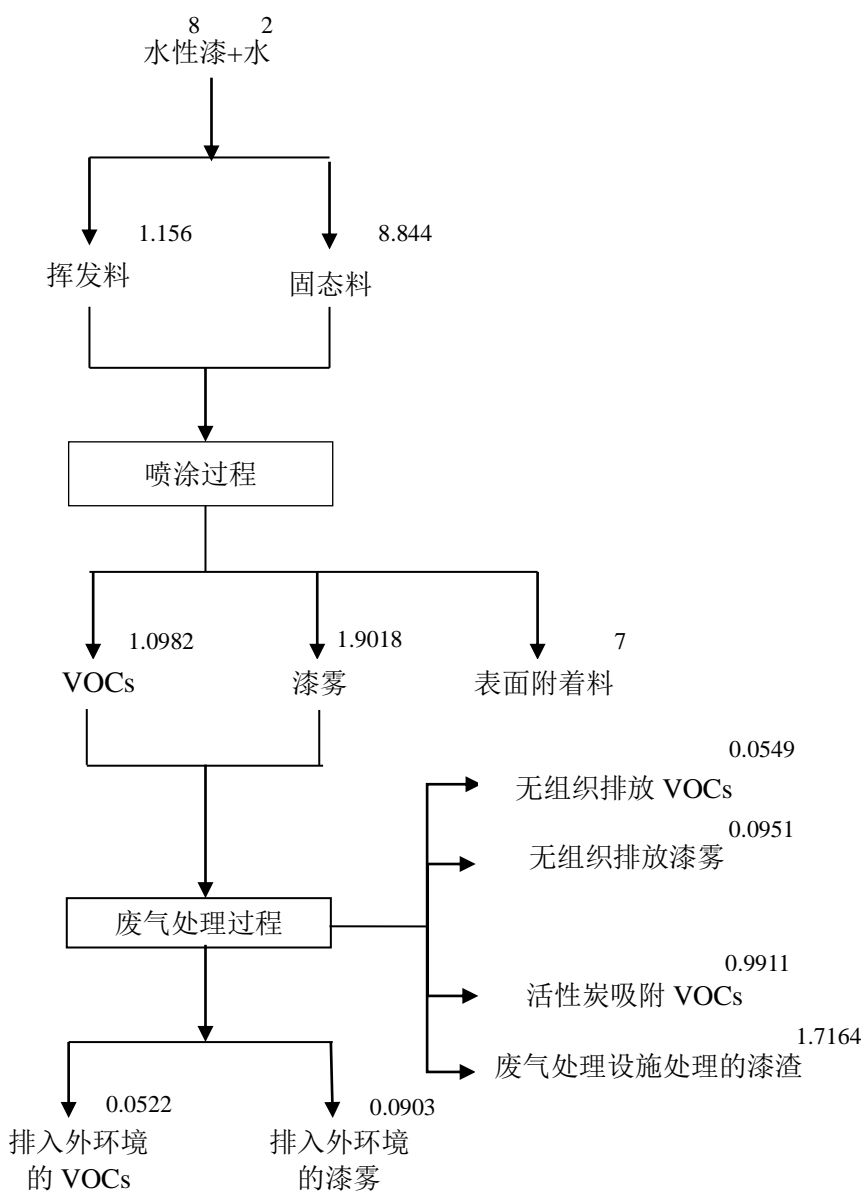 8 2
水性漆+水
1.156 8.844
挥发料 固态料
喷涂过程
1.0982 1.9018 7
VOCs 漆雾 表面附着料
0.0549
无组织排放 VOCs
0.0951
无组织排放漆雾
废气处理过程
0.9911
活性炭吸附 VOCs
1.7164
废气处理设施处理的漆渣
0.0522 0.0903
排入外环境 排入外环境
的 VOCs 的漆雾